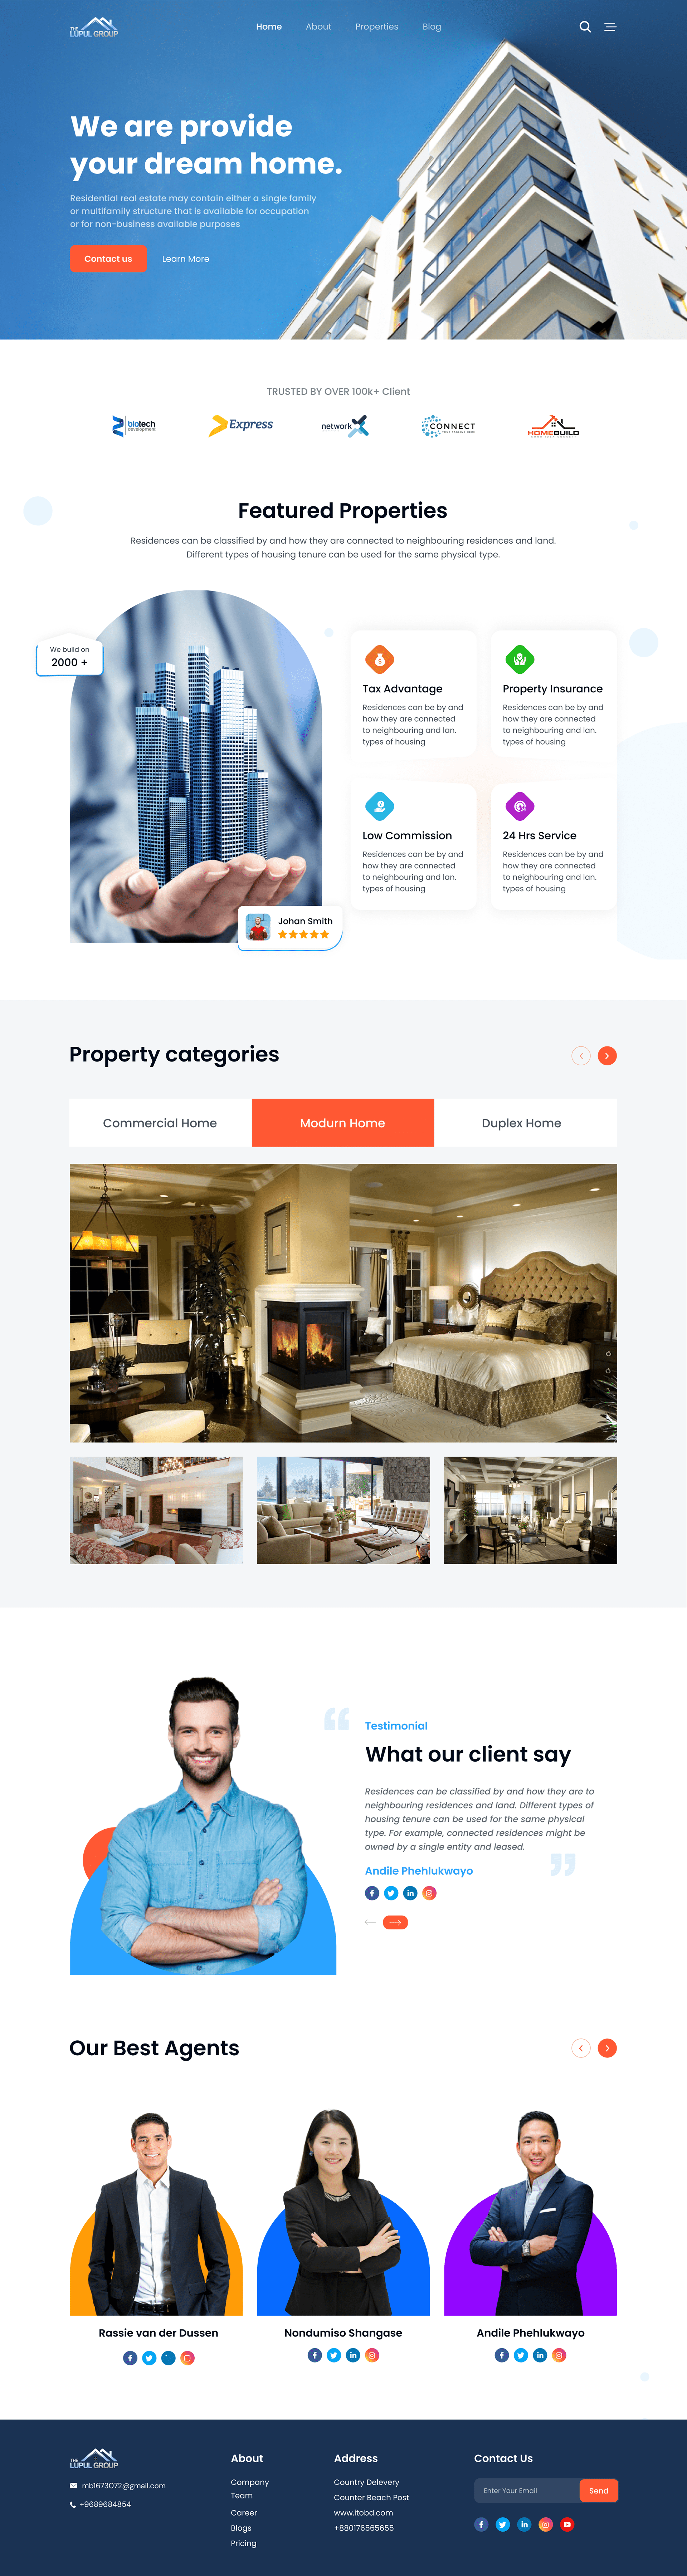 THE
LUPUL GROUP
Home
About
Properties
Blog
We are provide
your dream home.
Residential real estate may contain either a single family
or multifamily structure that is available for occupation
or for non-business available purposes
Contact us
Learn More
TRUSTED BY OVER 100k+ Client
biotech
development
Express
network
CONNECT
YOUR TAGLINE HERE
HOMEBUILD
Featured Properties
Residences can be classified by and how they are connected to neighbouring residences and land.
Different types of housing tenure can be used for the same physical type.
We build on
2000 +
Tax Advantage
Residences can be by and
how they are connected
to neighbouring and lan.
types of housing
Property Insurance
Residences can be by and
how they are connected
to neighbouring and lan.
types of housing
Low Commission
Residences can be by and
how they are connected
to neighbouring and lan.
types of housing
24 Hrs Service
Residences can be by and
how they are connected
to neighbouring and lan.
types of housing
Johan Smith
Property categories
Commercial Home
Modurn Home
Duplex Home
Testimonial
What our client say
Residences can be classified by and how they are to
neighbouring residences and land. Different types of
housing tenure can be used for the same physical
type. For example, connected residences might be
owned by a single entity and leased.
Andile Phehlukwayo
Our Best Agents
Rassie van der Dussen
Nondumiso Shangase
Andile Phehlukwayo
THE
LUPUL GROUP
mb1673072@gmail.com
+9689684854
About
Company
Team
Career
Blogs
Pricing
Address
Country Delevery
Counter Beach Post
www.itobd.com
+880176565655
Contact Us
Enter Your Email
Send